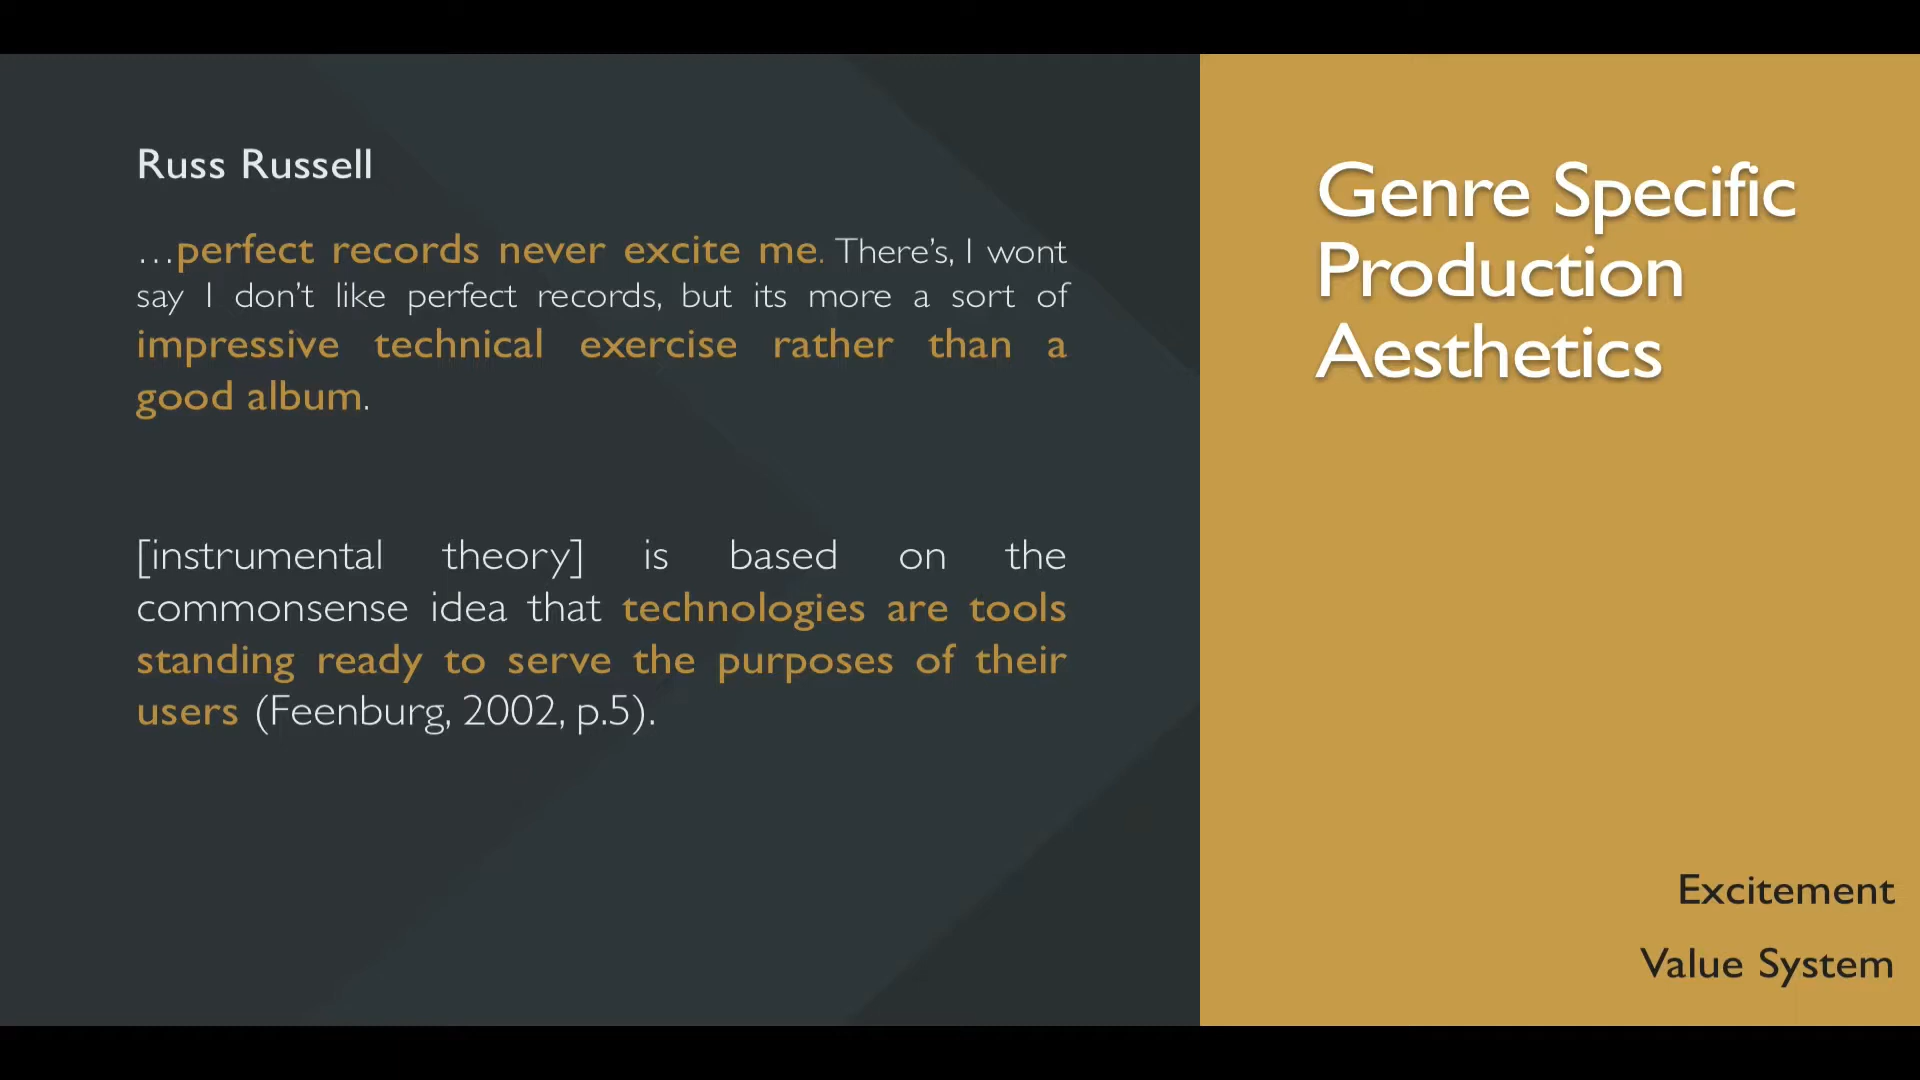 Russ Russell
…perfect records never excite me. There’s, I wont
say I don’t like perfect records, but its more a sort of
impressive technical exercise rather than a
good album.
[instrumental theory] is based on the
commonsense idea that technologies are tools
standing ready to serve the purposes of their
users (Feenburg, 2002, p.5).
Genre Specific
Production
Aesthetics
Excitement
Value System